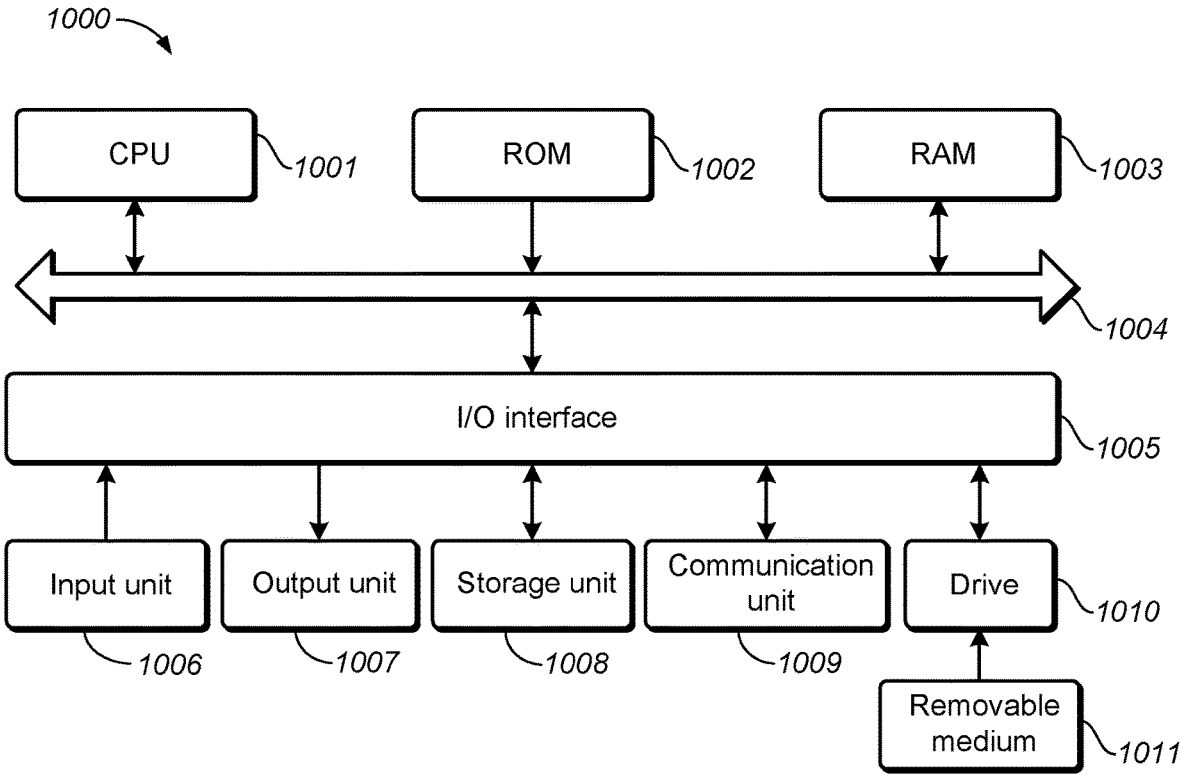 1000
CPU
1001
ROM
1002
RAM
1003
1004
I/O interface
1005
Input unit
1006
Output unit
1007
Storage unit
1008
Communication
unit
1009
Drive
1010
Removable
medium
1011